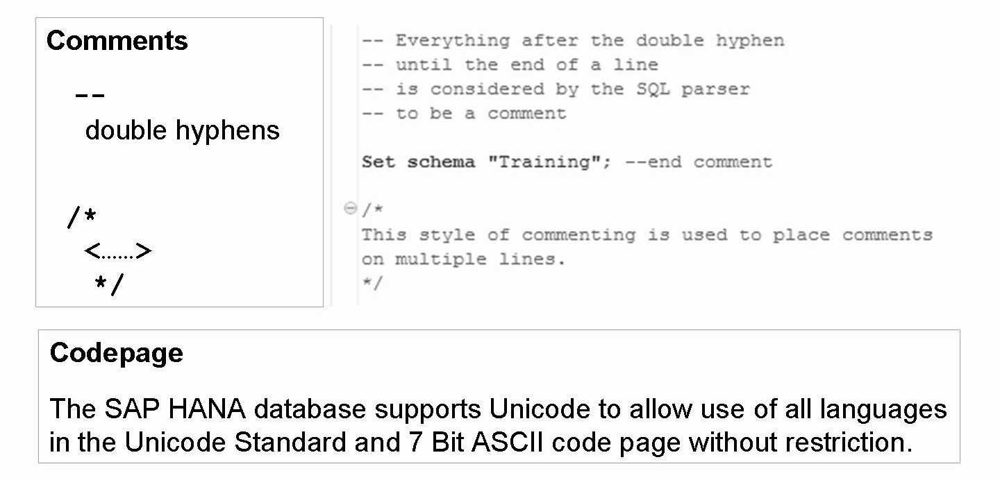 Comments
--
double hyphens
/*
<......>
*/
-- Everything after the double hyphen
-- until the end of a line
-- is considered by the SQL parser
-- to be a comment
Set schema "Training"; --end comment
/*
This style of commenting is used to place comments
on multiple lines.
*/
Codepage
The SAP HANA database supports Unicode to allow use of all languages
in the Unicode Standard and 7 Bit ASCII code page without restriction.